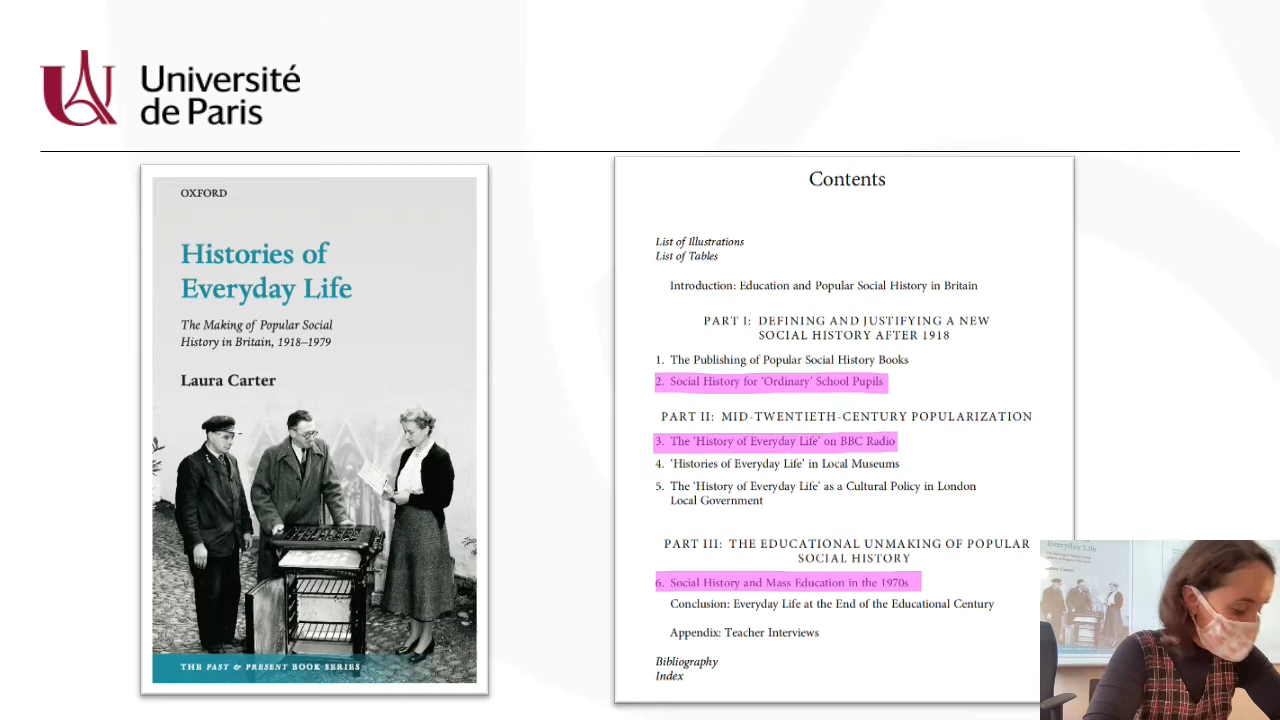 Université
de Paris
OXFORD
Histories of
Everyday Life
The Making of Popular Social
History in Britain, 1918–1979
Laura Carter
THE PAST & PRESENT BOOK SERIES
Contents
List of Illustrations
List of Tables
Introduction: Education and Popular Social History in Britain
PART I: DEFINING AND JUSTIFYING A NEW
SOCIAL HISTORY AFTER 1918
1. The Publishing of Popular Social History Books
2. Social History for ‘Ordinary’ School Pupils
PART II: MID-TWENTIETH-CENTURY POPULARIZATION
3. The ‘History of Everyday Life’ on BBC Radio
4. ‘Histories of Everyday Life’ in Local Museums
5. The ‘History of Everyday Life’ as a Cultural Policy in London
Local Government
PART III: THE EDUCATIONAL UNMAKING OF POPULAR
SOCIAL HISTORY
6. Social History and Mass Education in the 1970s
Conclusion: Everyday Life at the End of the Educational Century
Appendix: Teacher Interviews
Bibliography
Index
Everyday Life
Laura Carter